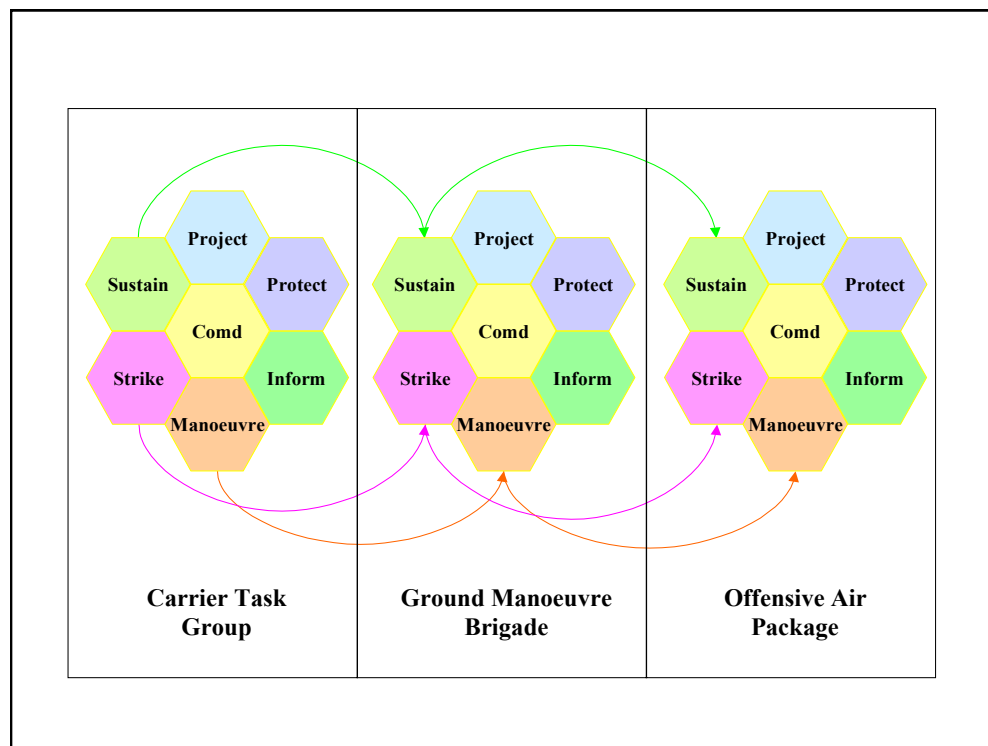 Project
Sustain
Protect
Comd
Strike
Inform
Manoeuvre
Carrier Task
Group
Project
Sustain
Protect
Comd
Strike
Inform
Manoeuvre
Ground Manoeuvre
Brigade
Project
Sustain
Protect
Comd
Strike
Inform
Manoeuvre
Offensive Air
Package